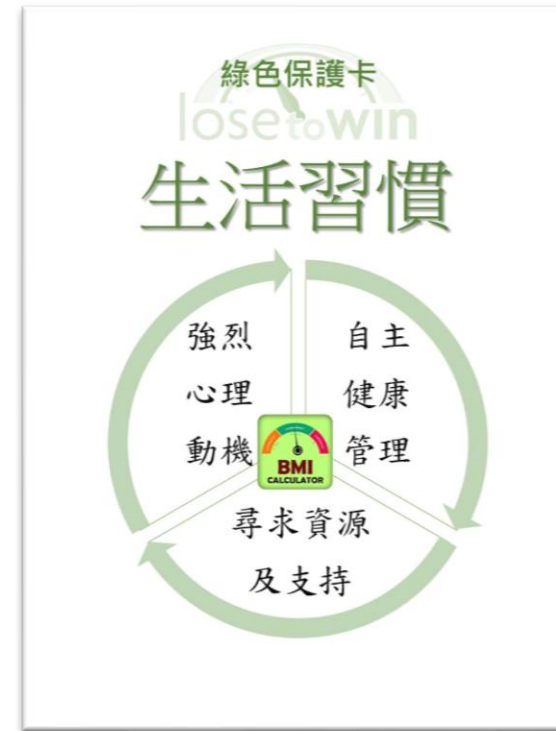 綠色保護卡
lose to win
生活習慣
強烈
心理
動機
自主
健康
管理
BMI
CALCULATOR
尋求資源
及支持